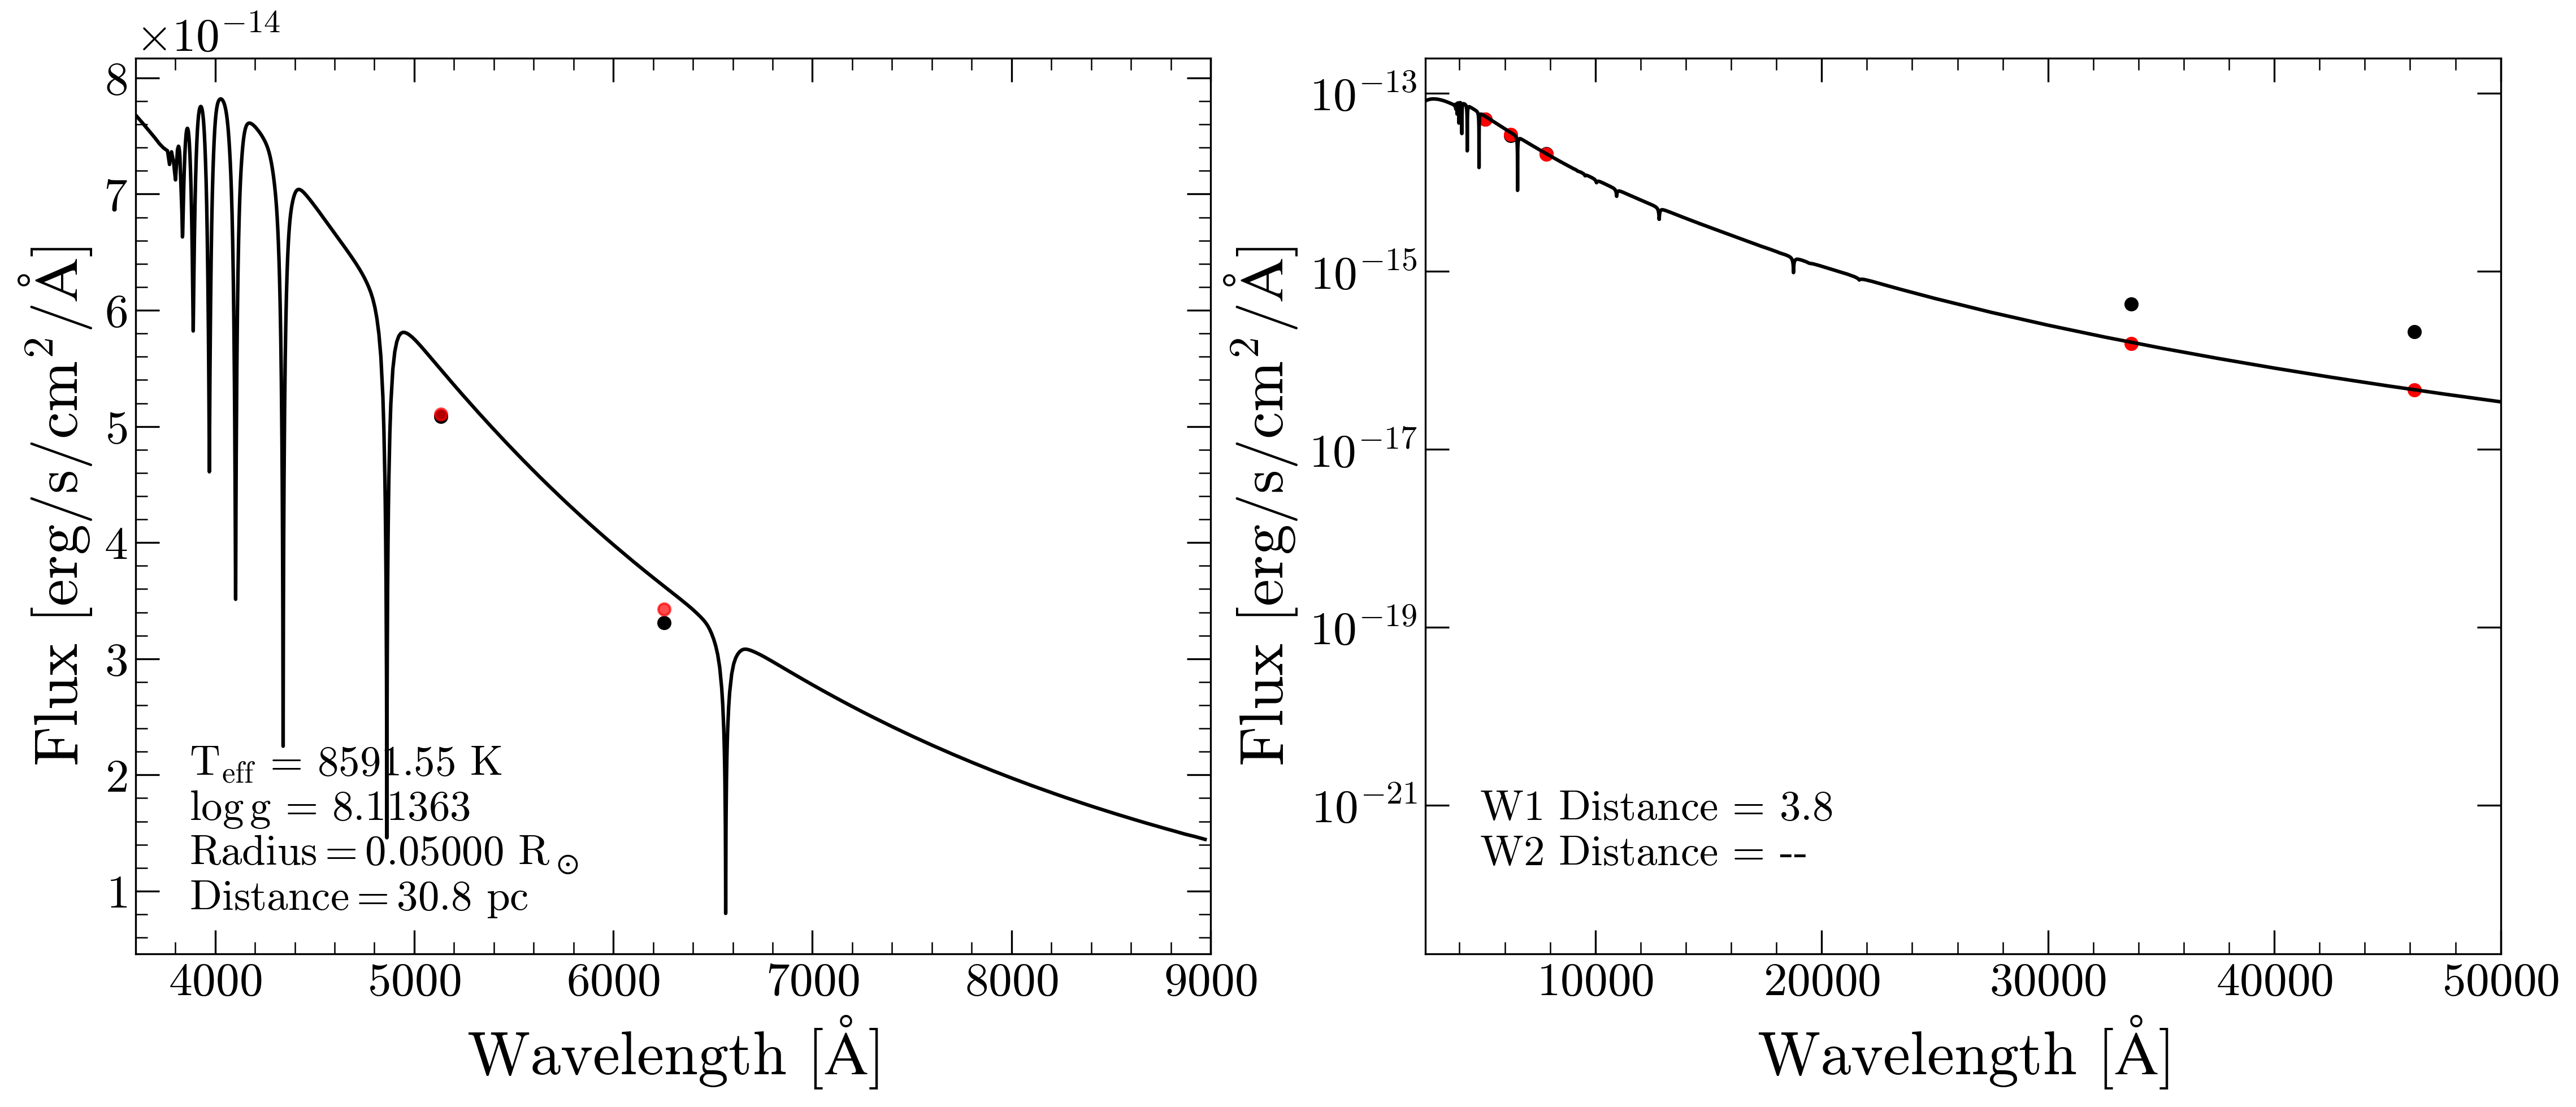 ×10⁻¹⁴
8
7
6
5
4
3
2
1
Flux [erg/s/cm²/Å]
T_eff = 8591.55 K
log g = 8.11363
Radius = 0.05000 R_⊙
Distance = 30.8 pc
4000 5000 6000 7000 8000 9000
Wavelength [Å]
10⁻¹³
10⁻¹⁵
10⁻¹⁷
10⁻¹⁹
10⁻²¹
Flux [erg/s/cm²/Å]
W1 Distance = 3.8
W2 Distance = --
10000 20000 30000 40000 50000
Wavelength [Å]